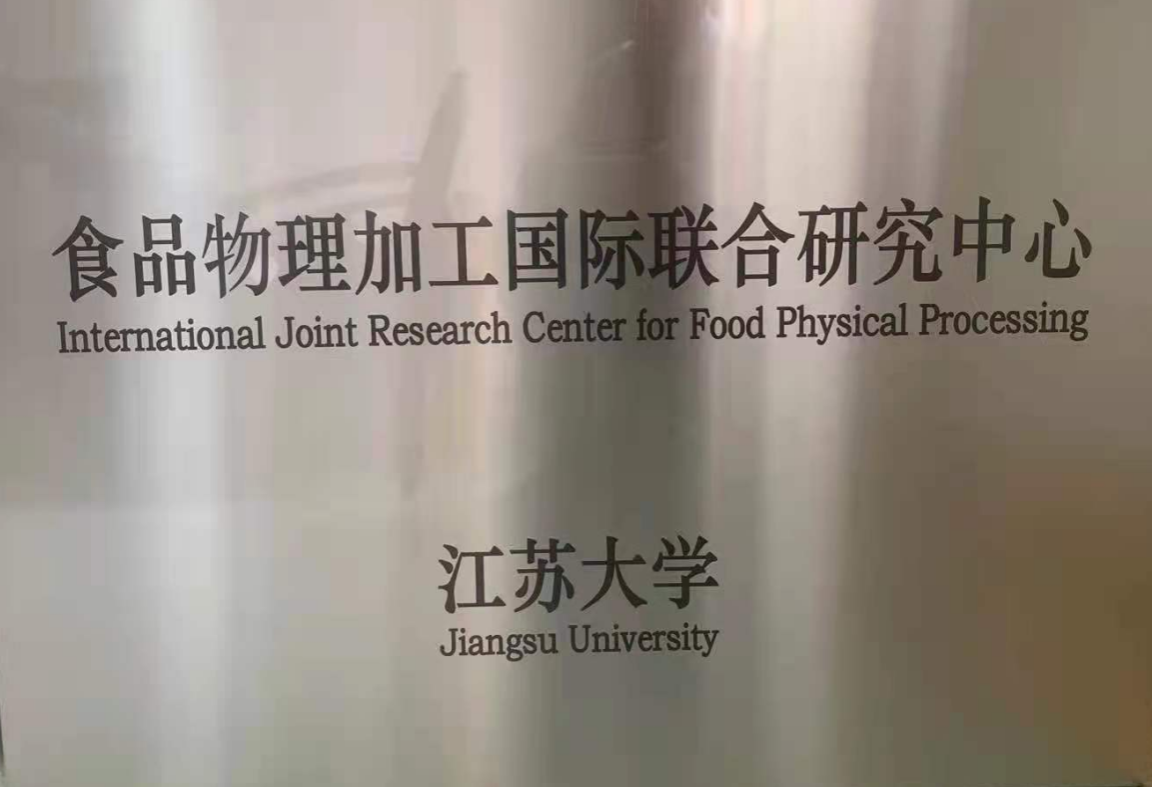 食品物理加工国际联合研究中心
International Joint Research Center for Food Physical Processing
江苏大学
Jiangsu University